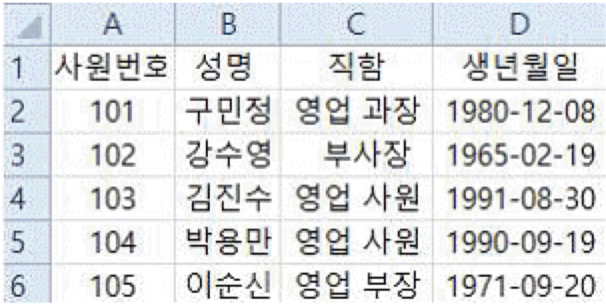 A B C D
1 사원번호 성명 직함 생년월일
2 101 구민정 영업 과장 1980-12-08
3 102 강수영 부사장 1965-02-19
4 103 김진수 영업 사원 1991-08-30
5 104 박용만 영업 사원 1990-09-19
6 105 이순신 영업 부장 1971-09-20